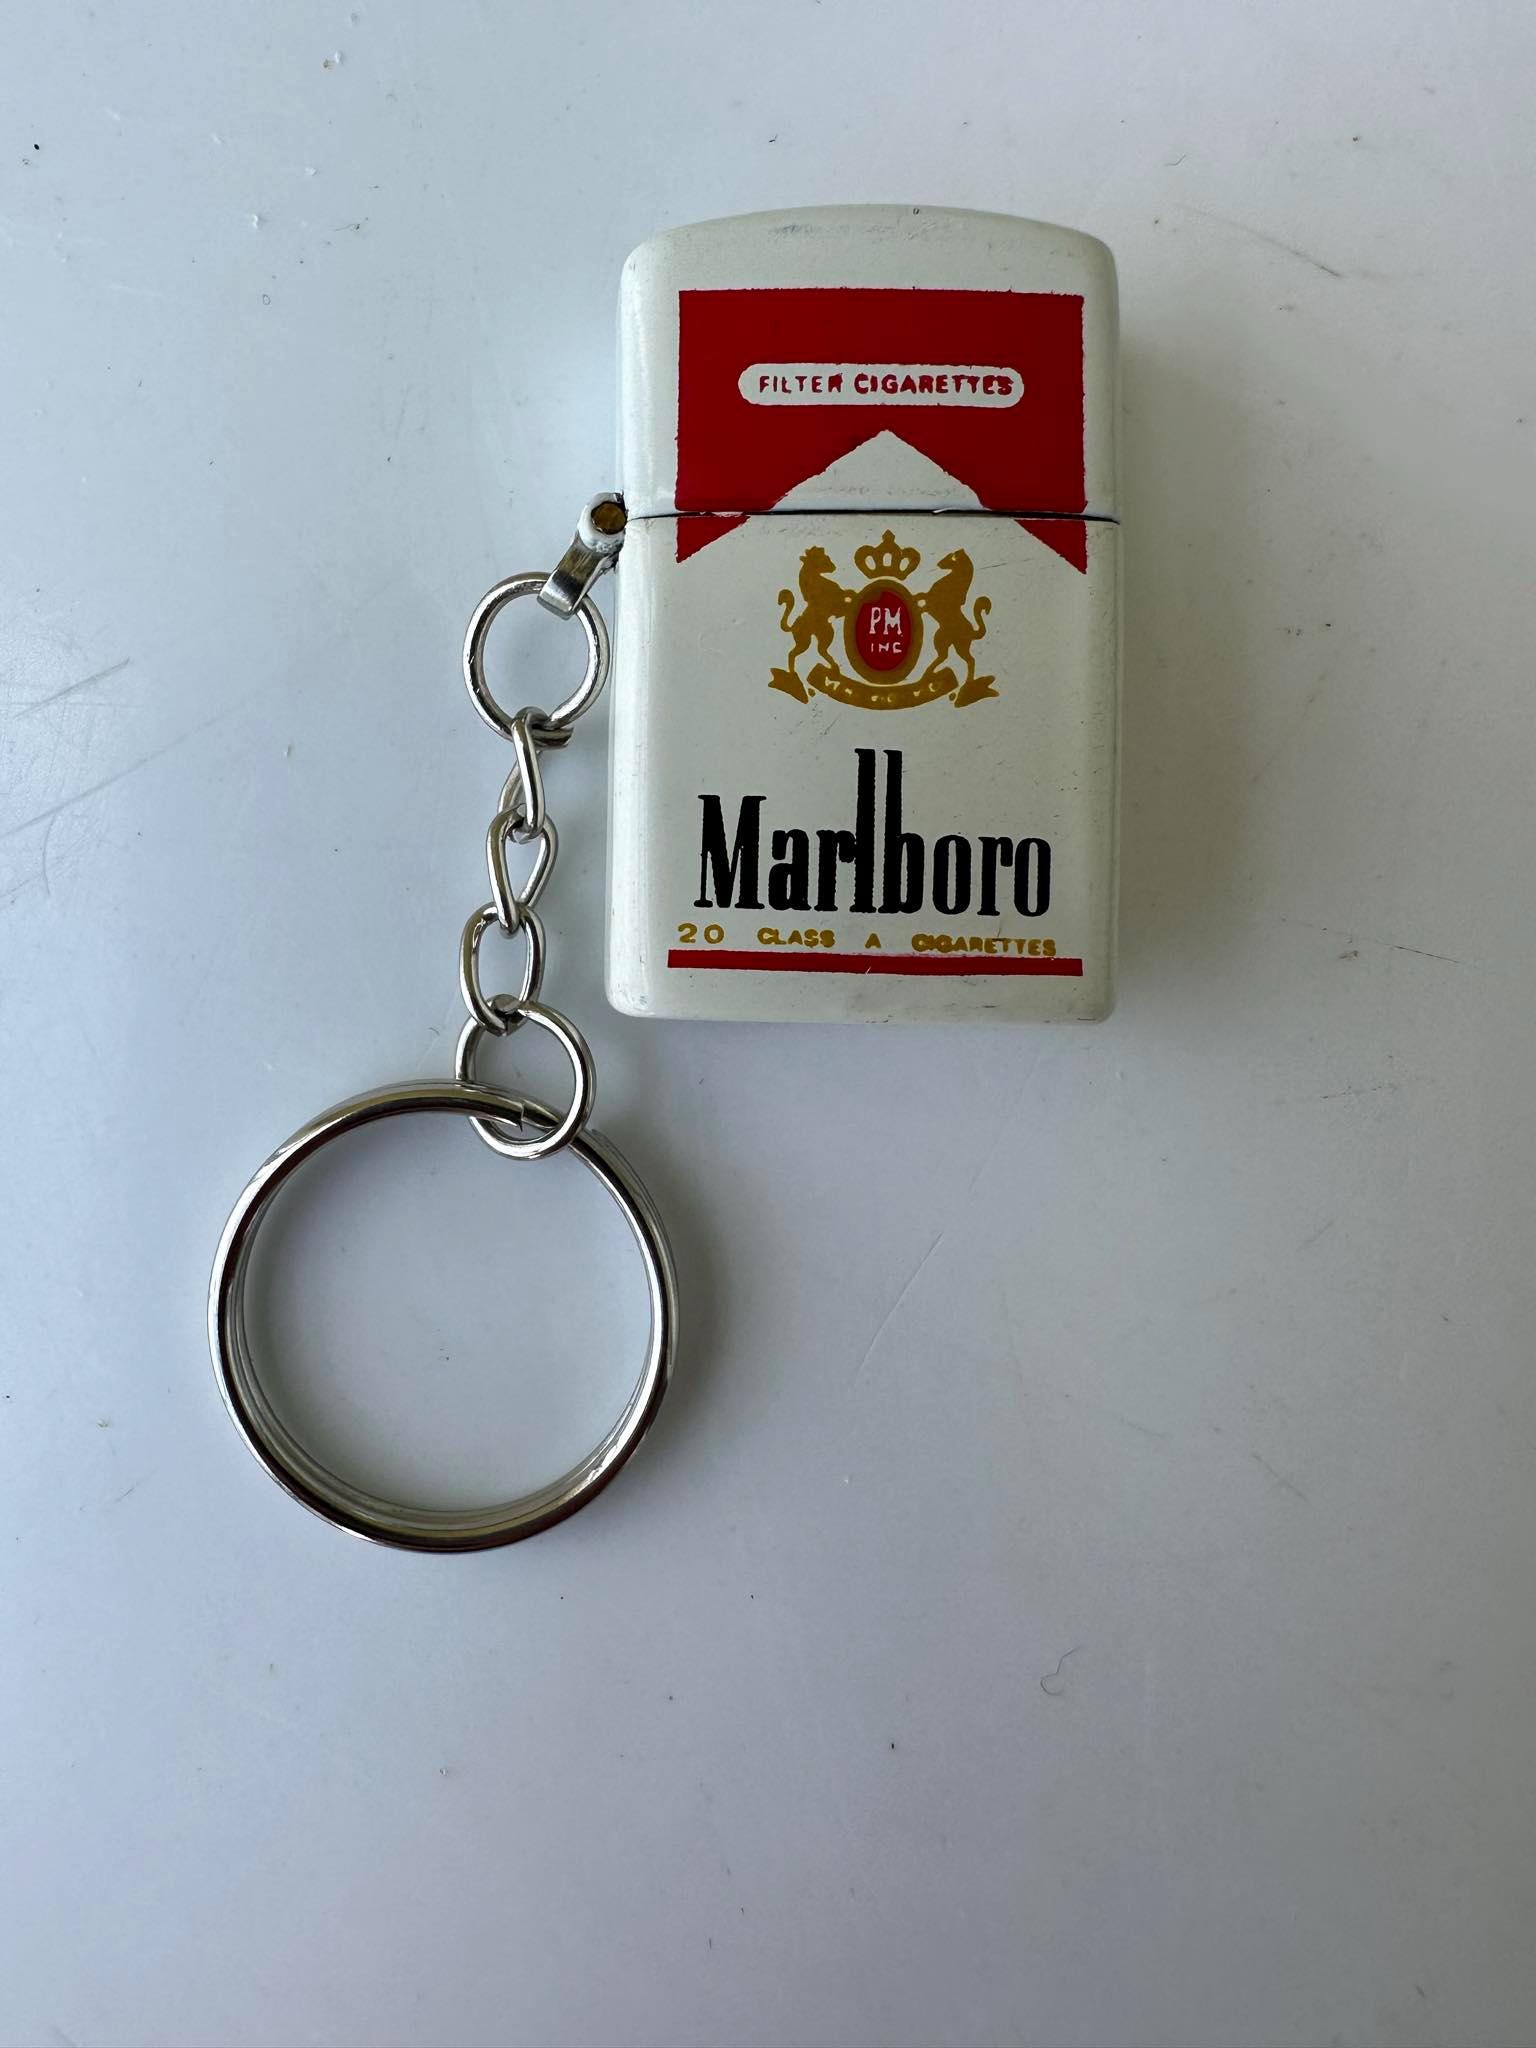 FILTER CIGARETTES
PM
INC
Marlboro
20 CLASS A CIGARETTES